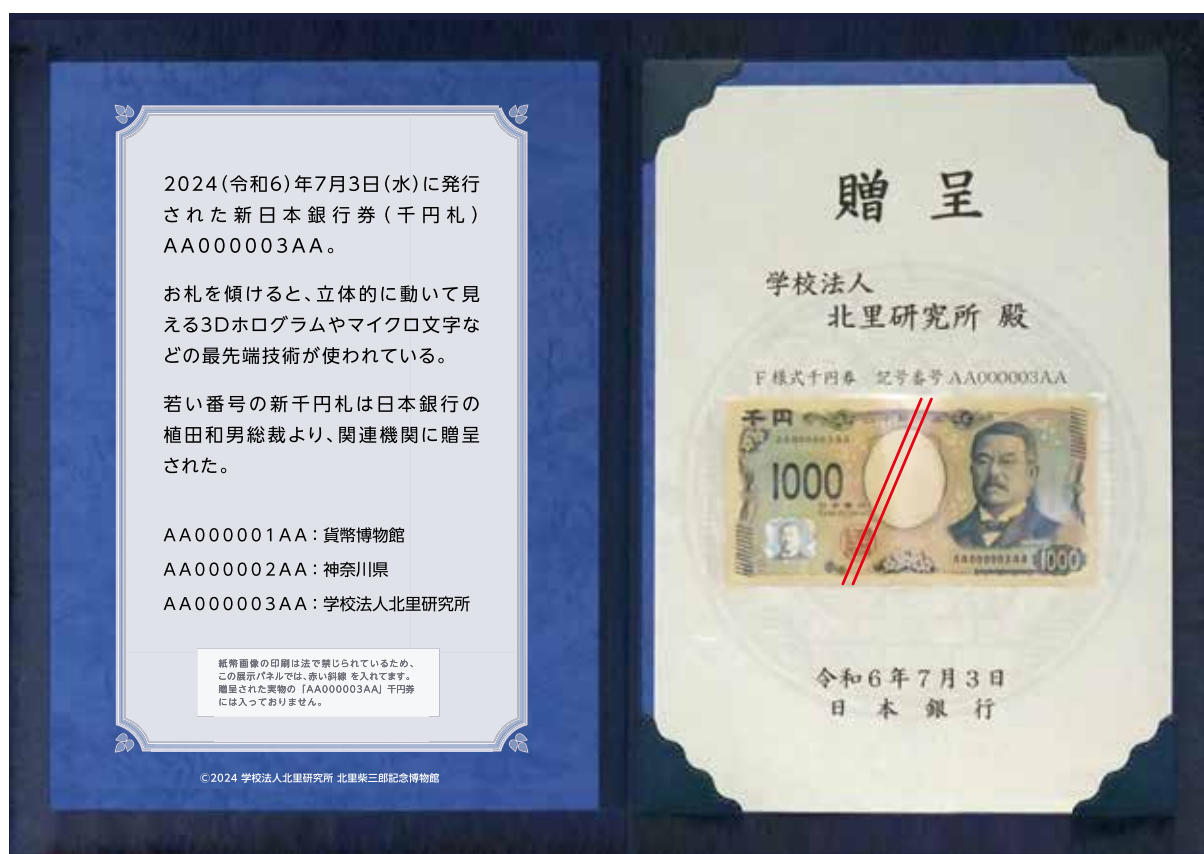 2024(令和6)年7月3日(水)に発行
された新日本銀行券(千円札)
AA000003AA。
お札を傾けると、立体的に動いて見
える3Dホログラムやマイクロ文字な
どの最先端技術が使われている。
若い番号の新千円札は日本銀行の
植田和男総裁より、関連機関に贈呈
された。
AA000001AA:貨幣博物館
AA000002AA:神奈川県
AA000003AA:学校法人北里研究所
紙幣画像の印刷は法で禁じられているため、
この展示パネルでは、赤い斜線 を入れてます。
贈呈された実物の「AA000003AA」千円券
には入っておりません。
©2024 学校法人北里研究所 北里柴三郎記念博物館
贈 呈
学校法人
北里研究所 殿
F様式千円券 記号番号AA000003AA
千円
AA000003AA
1000
AA000003AA
1000
令和6年7月3日
日本銀行